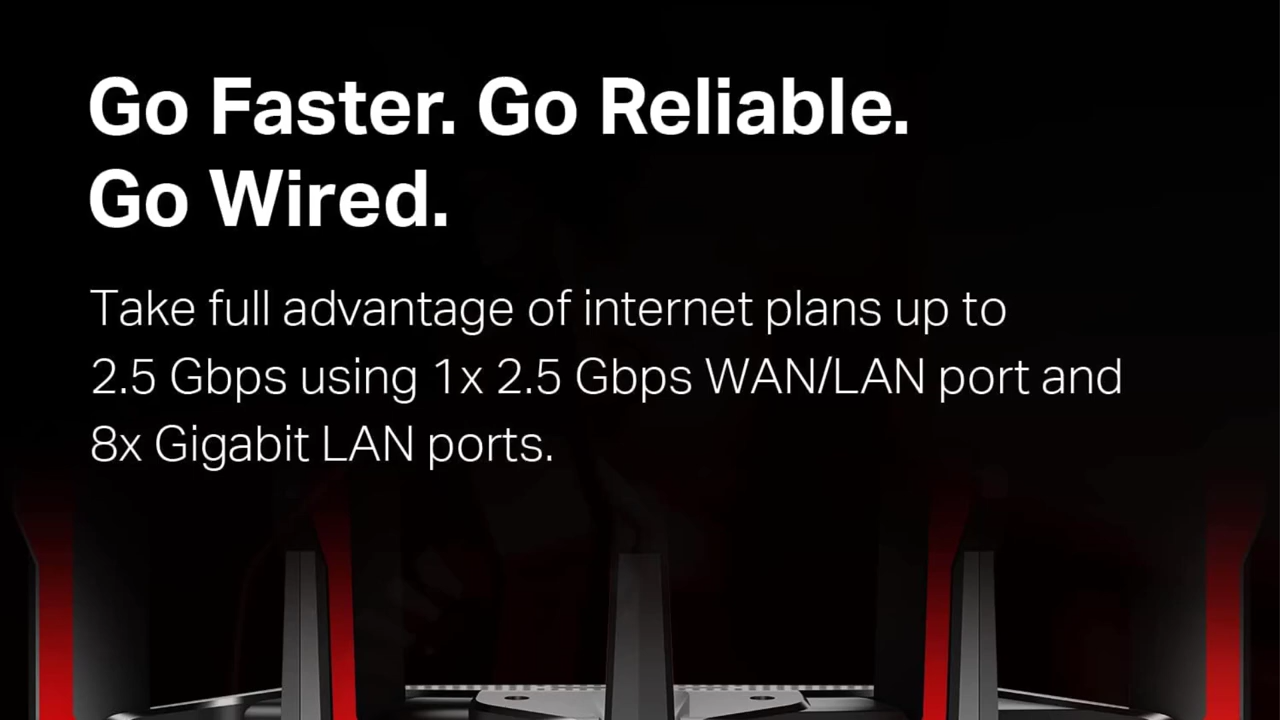 Go Faster. Go Reliable.
Go Wired.
Take full advantage of internet plans up to
2.5 Gbps using 1x 2.5 Gbps WAN/LAN port and
8x Gigabit LAN ports.